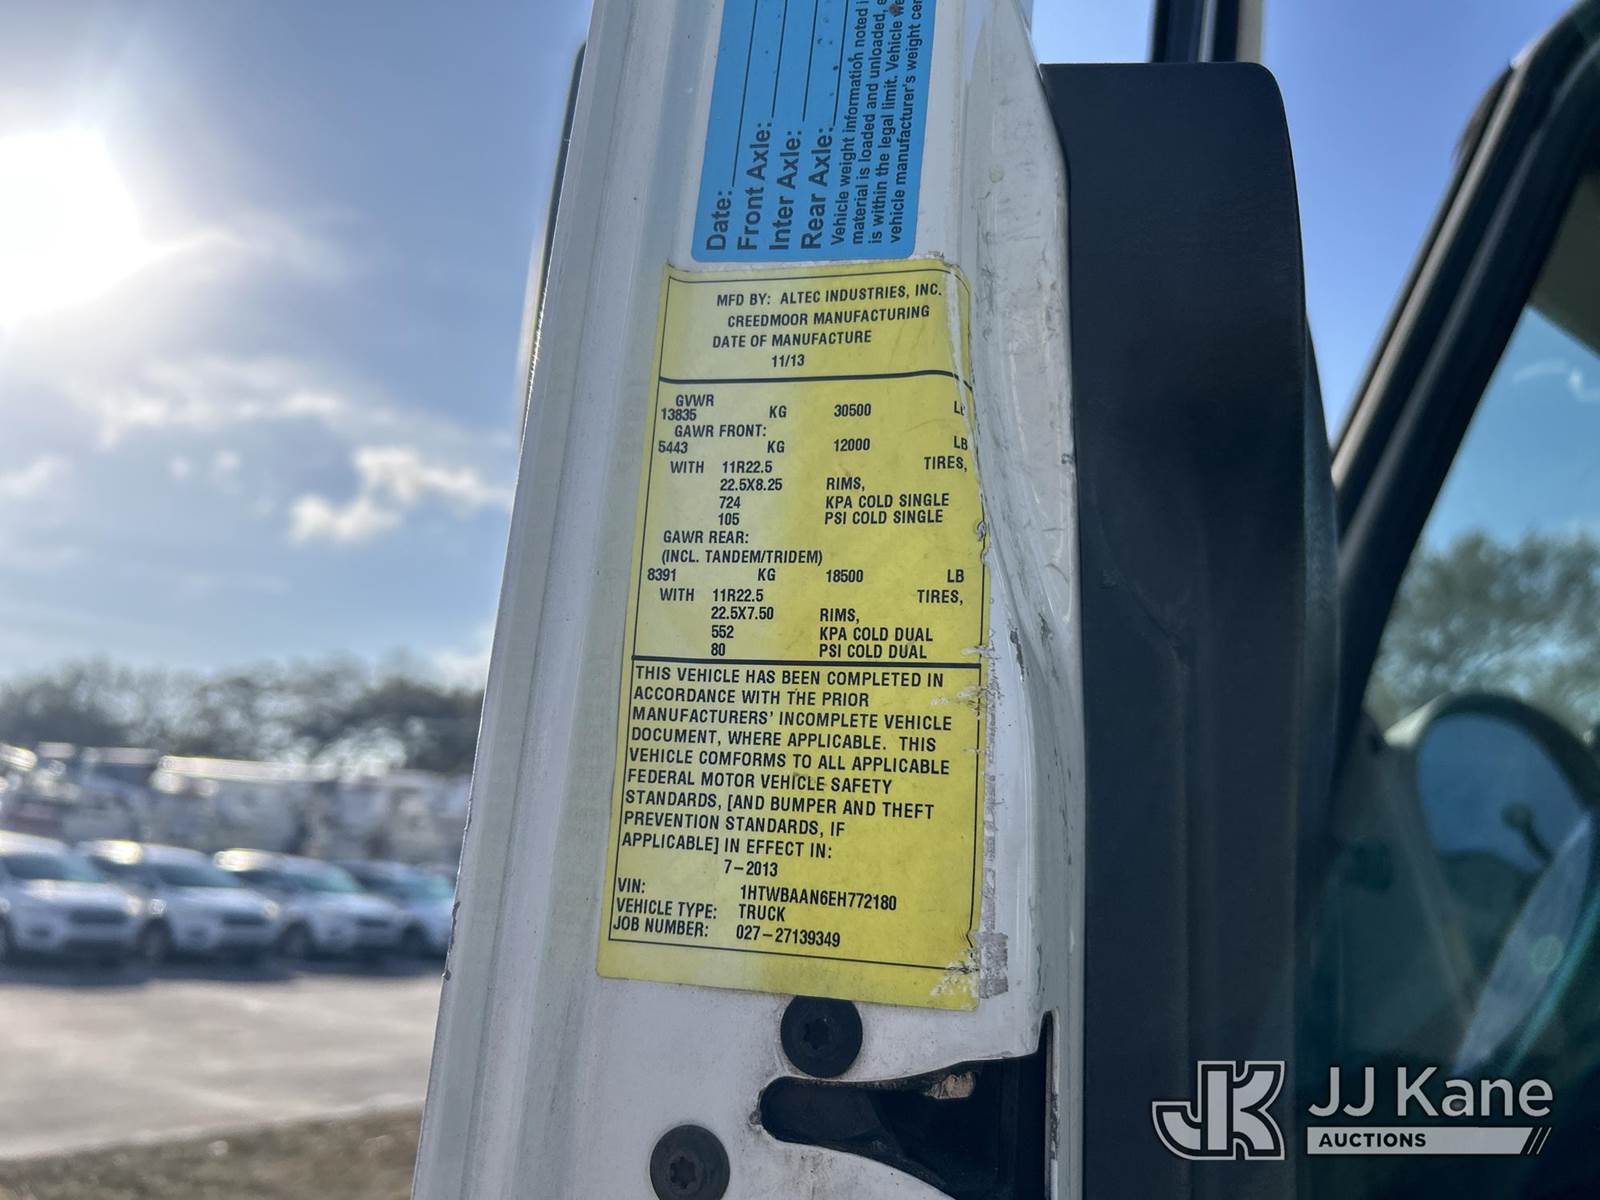 Date:
Front Axle:
Inter Axle:
Rear Axle:
Vehicle weight information noted
material is loaded and unloaded,
is within the legal limit. Vehicle
vehicle manufacturer's weight
MFD BY: ALTEC INDUSTRIES, INC.
CREEDMOOR MANUFACTURING
DATE OF MANUFACTURE
11/13
GVWR
13835 KG 30500 LB
GAWR FRONT:
5443 KG 12000 LB
WITH 11R22.5 TIRES,
22.5X8.25 RIMS,
724 KPA COLD SINGLE
105 PSI COLD SINGLE
GAWR REAR:
(INCL. TANDEM/TRIDEM)
8391 KG 18500 LB
WITH 11R22.5 TIRES,
22.5X7.50 RIMS,
552 KPA COLD DUAL
80 PSI COLD DUAL
THIS VEHICLE HAS BEEN COMPLETED IN
ACCORDANCE WITH THE PRIOR
MANUFACTURERS' INCOMPLETE VEHICLE
DOCUMENT, WHERE APPLICABLE. THIS
VEHICLE COMFORMS TO ALL APPLICABLE
FEDERAL MOTOR VEHICLE SAFETY
STANDARDS, [AND BUMPER AND THEFT
PREVENTION STANDARDS, IF
APPLICABLE] IN EFFECT IN:
7-2013
VIN: 1HTWBAAN6EH772180
VEHICLE TYPE: TRUCK
JOB NUMBER: 027-27139349
JK JJ Kane
AUCTIONS